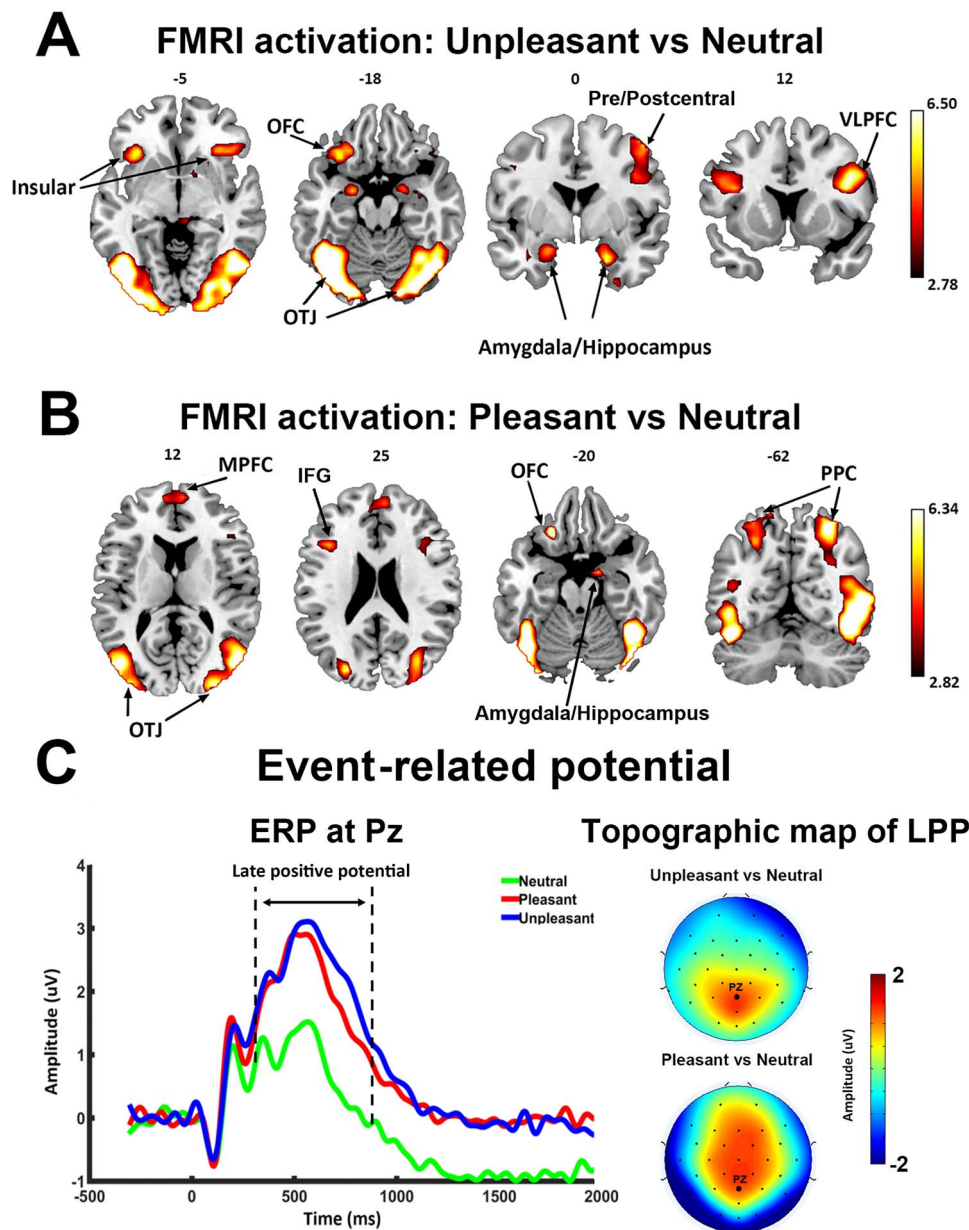 A
FMRI activation: Unpleasant vs Neutral
-5
-18
0
12
Pre/Postcentral
OFC
VLPFC
6.50
Insular
2.78
OTJ
Amygdala/Hippocampus
B
FMRI activation: Pleasant vs Neutral
12
25
-20
-62
MPFC
IFG
OFC
PPC
6.34
2.82
OTJ
Amygdala/Hippocampus
C
Event-related potential
ERP at Pz
Topographic map of LPP
4
Late positive potential
Neutral
Pleasant
Unpleasant
3
2
1
0
-1
Amplitude (uV)
-500
0
500
1000
1500
2000
Time (ms)
Unpleasant vs Neutral
PZ
Pleasant vs Neutral
PZ
2
Amplitude (uV)
-2